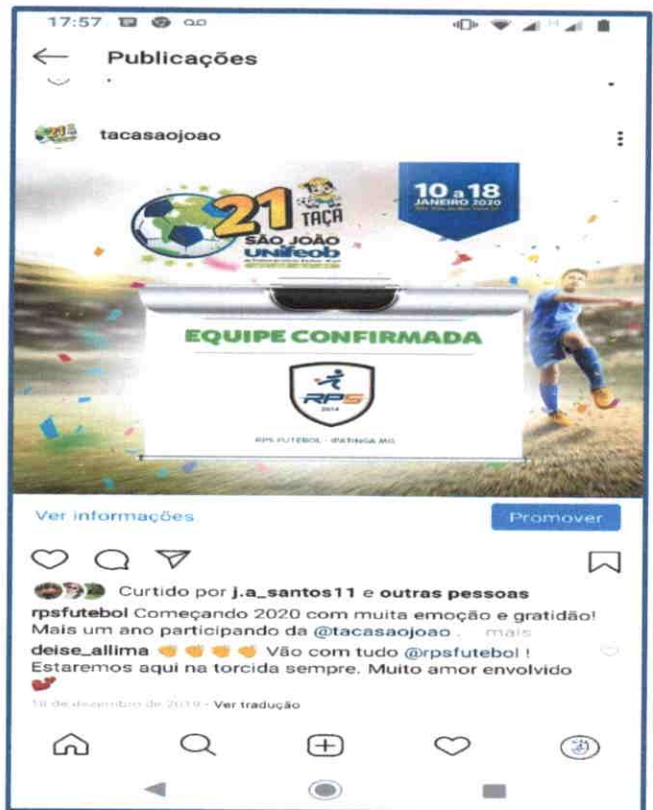 17:57
Publicações
tacasaojoao
21
TAÇA
SÃO JOÃO
UNifeob
10 a 18
JANEIRO 2020
EQUIPE CONFIRMADA
RPS
2014
RPS FUTEBOL - IPATINGA MG
Ver informações
Promover
Curtido por j.a_santos11 e outras pessoas
rpsfutebol Começando 2020 com muita emoção e gratidão!
Mais um ano participando da @tacasaojoao . mais
deise_allima 👏👏👏👏 Vão com tudo @rpsfutebol !
Estaremos aqui na torcida sempre. Muito amor envolvido
💕
18 de dezembro de 2019 • Ver tradução